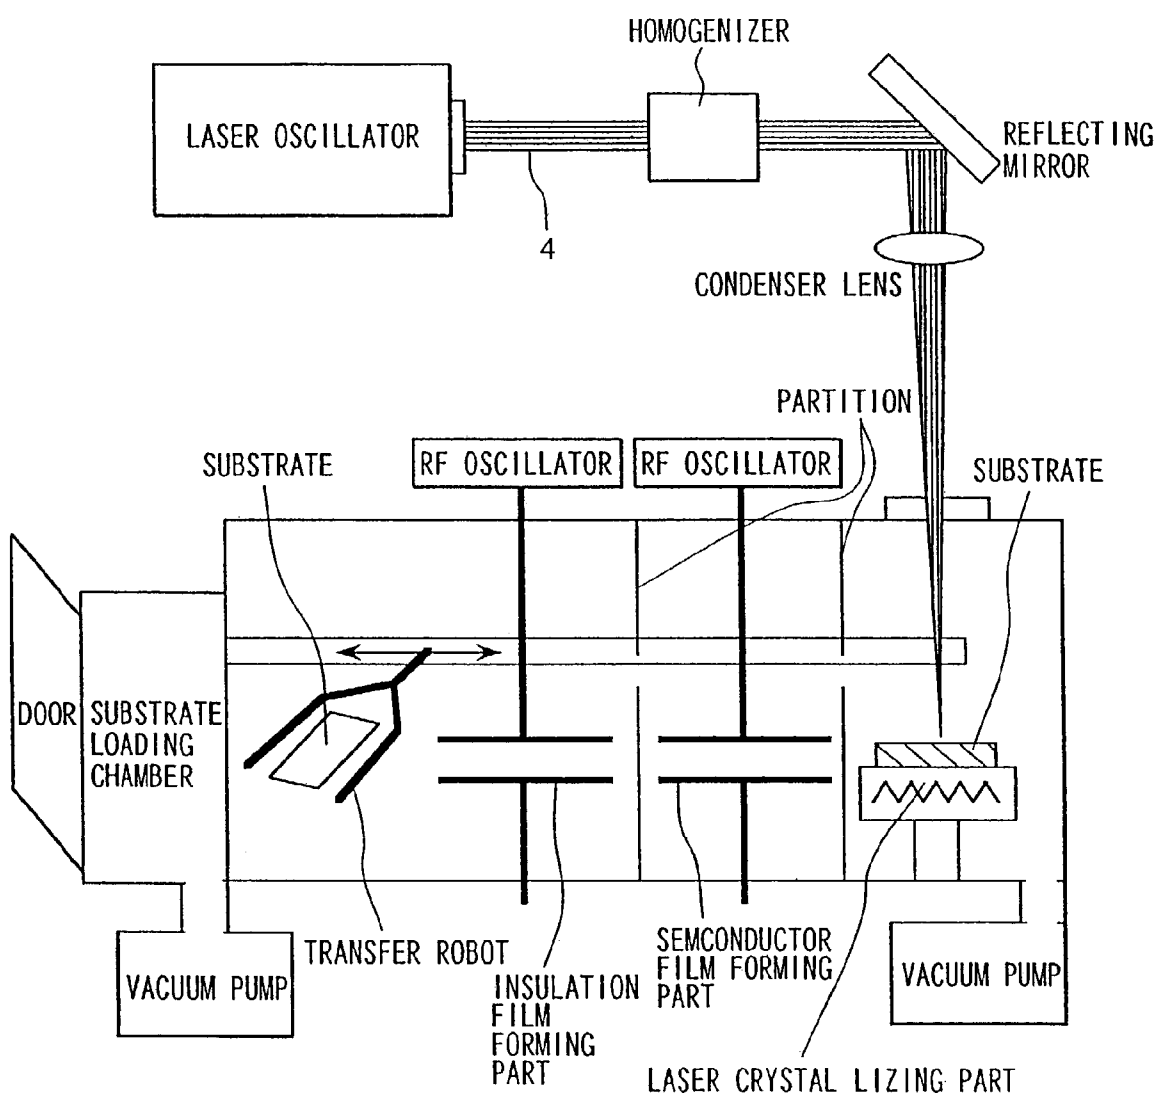 HOMOGENIZER
LASER OSCILLATOR
REFLECTING
MIRROR
4
CONDENSER LENS
PARTITION
SUBSTRATE
RF OSCILLATOR
RF OSCILLATOR
SUBSTRATE
DOOR
SUBSTRATE
LOADING
CHAMBER
TRANSFER ROBOT
SEMCONDUCTOR
FILM FORMING
PART
VACUUM PUMP
INSULATION
FILM
FORMING
PART
VACUUM PUMP
LASER CRYSTAL LIZING PART